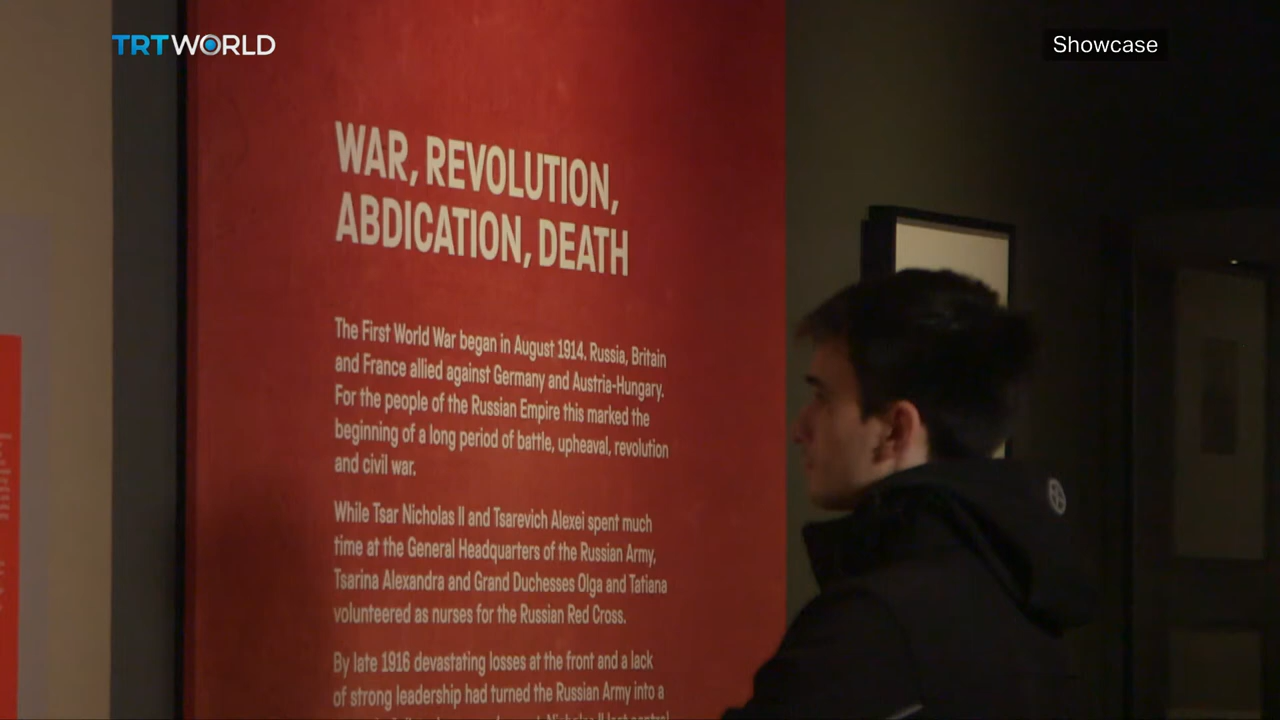 TRT WORLD
Showcase
WAR, REVOLUTION,
ABDICATION, DEATH
The First World War began in August 1914. Russia, Britain
and France allied against Germany and Austria-Hungary.
For the people of the Russian Empire this marked the
beginning of a long period of battle, upheaval, revolution
and civil war.
While Tsar Nicholas II and Tsarevich Alexei spent much
time at the General Headquarters of the Russian Army,
Tsarina Alexandra and Grand Duchesses Olga and Tatiana
volunteered as nurses for the Russian Red Cross.
By late 1916 devastating losses at the front and a lack
of strong leadership had turned the Russian Army into a